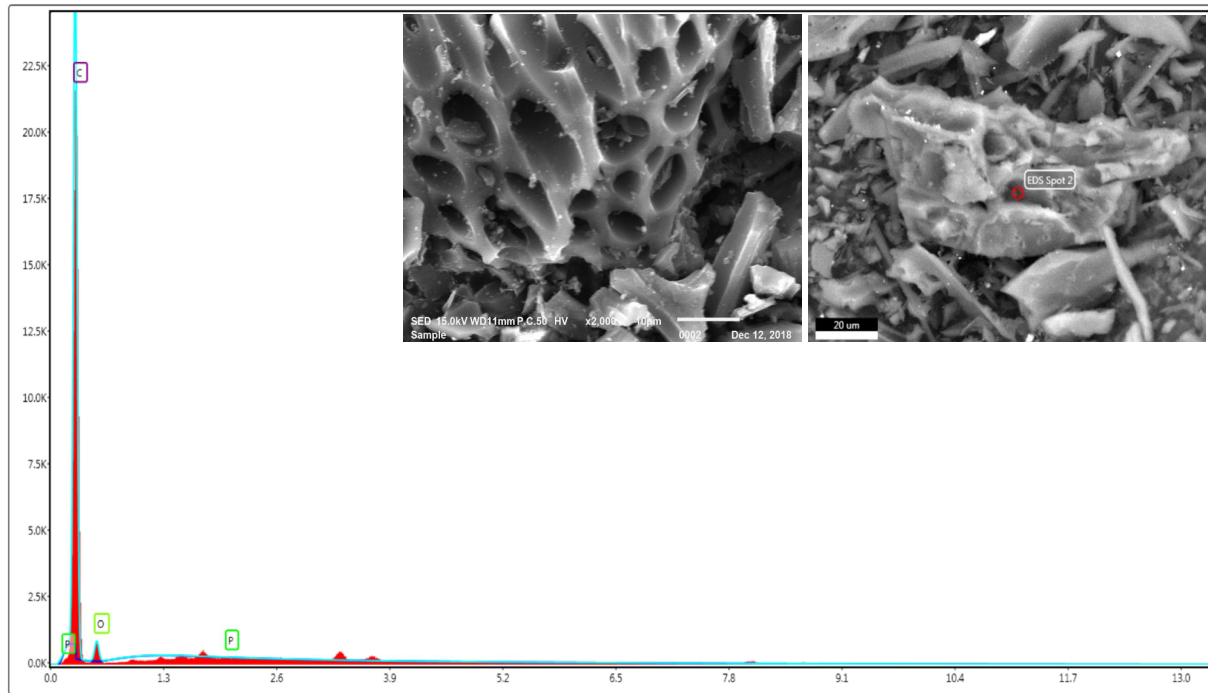 22.5K
20.0K
17.5K
15.0K
12.5K
10.0K
7.5K
5.0K
2.5K
0.0K
C
P
O
P
0.0 1.3 2.6 3.9 5.2 6.5 7.8 9.1 10.4 11.7 13.0
SED 15.0kV WD11mm P.C.50 HV x2,000 10μm
Sample 0002 Dec 12, 2018
EDS Spot 2
20 um